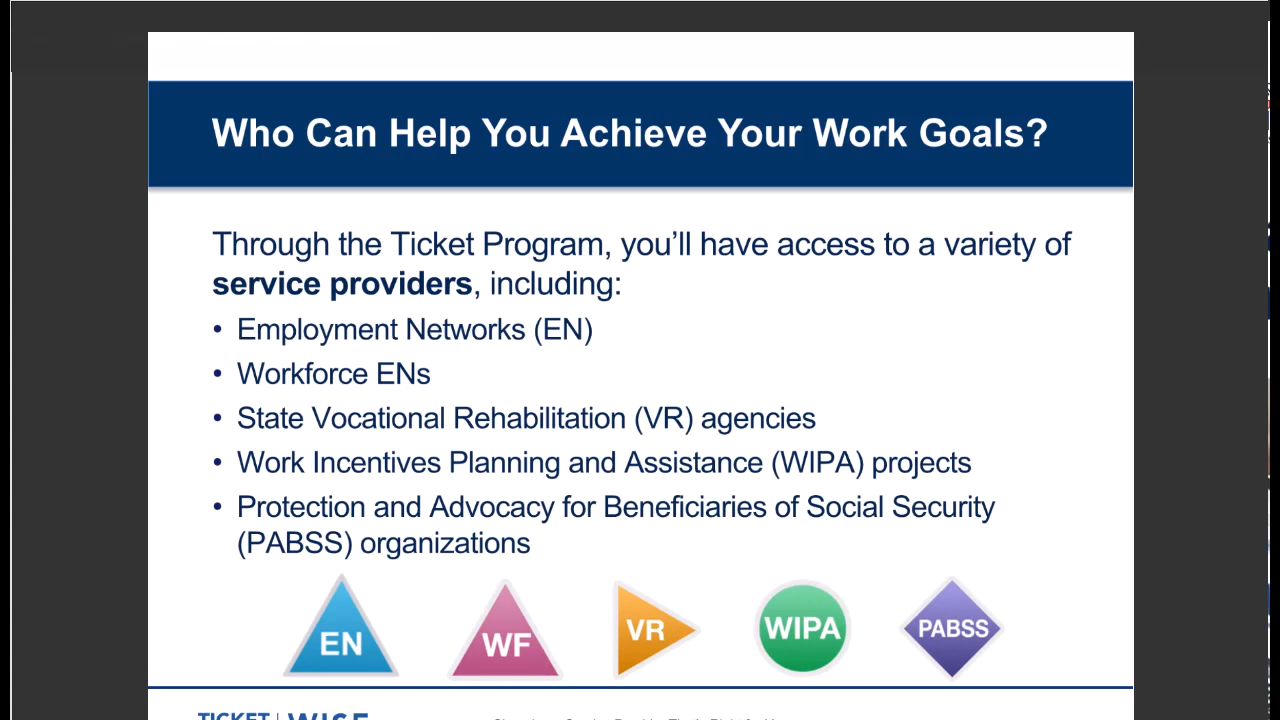 Who Can Help You Achieve Your Work Goals?
Through the Ticket Program, you'll have access to a variety of
service providers, including:
• Employment Networks (EN)
• Workforce ENs
• State Vocational Rehabilitation (VR) agencies
• Work Incentives Planning and Assistance (WIPA) projects
• Protection and Advocacy for Beneficiaries of Social Security
(PABSS) organizations
EN WF VR WIPA PABSS
TICKET | WISE